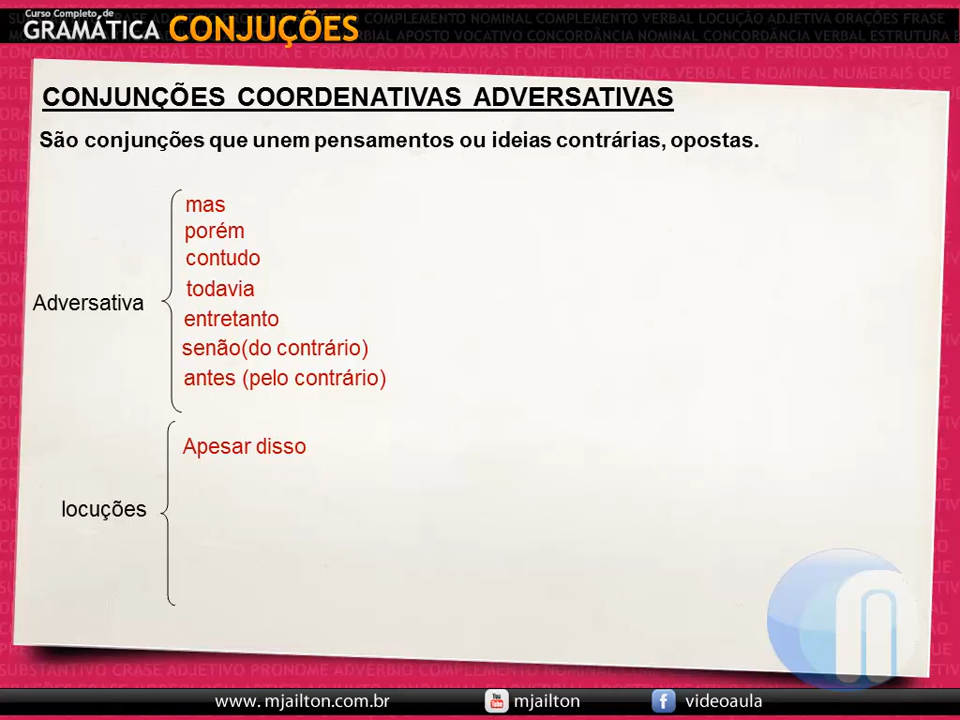 Curso Completo de
GRAMÁTICA CONJUÇÕES
CONJUNÇÕES COORDENATIVAS ADVERSATIVAS
São conjunções que unem pensamentos ou ideias contrárias, opostas.
Adversativa
mas
porém
contudo
todavia
entretanto
senão(do contrário)
antes (pelo contrário)
locuções
Apesar disso
www. mjailton.com.br
mjailton
videoaula